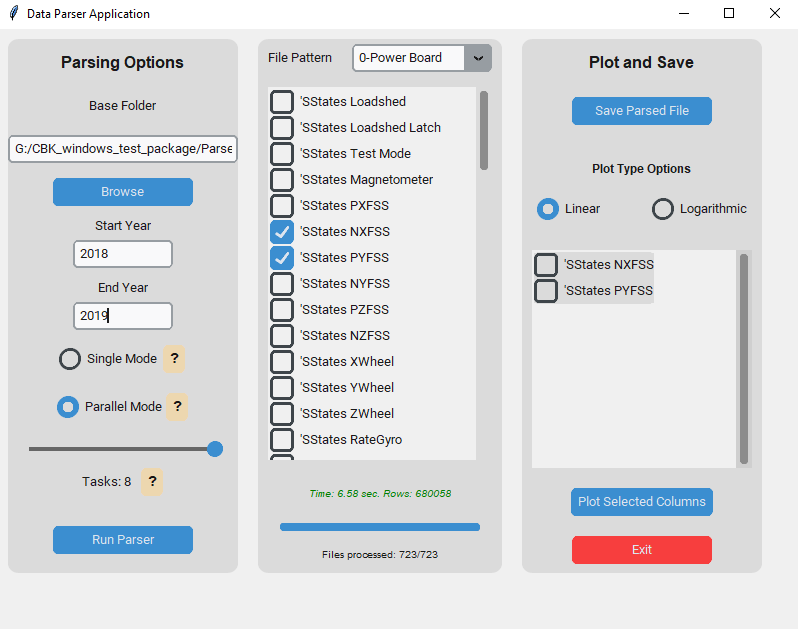 Data Parser Application
Parsing Options
Base Folder
G:/CBK_windows_test_package/Parse
Browse
Start Year
2018
End Year
2019
Single Mode ?
Parallel Mode ?
Tasks: 8 ?
Run Parser
File Pattern 0-Power Board
'SStates Loadshed
'SStates Loadshed Latch
'SStates Test Mode
'SStates Magnetometer
'SStates PXFSS
'SStates NXFSS
'SStates PYFSS
'SStates NYFSS
'SStates PZFSS
'SStates NZFSS
'SStates XWheel
'SStates YWheel
'SStates ZWheel
'SStates RateGyro
Time: 6.58 sec. Rows: 680058
Files processed: 723/723
Plot and Save
Save Parsed File
Plot Type Options
Linear Logarithmic
'SStates NXFSS
'SStates PYFSS
Plot Selected Columns
Exit